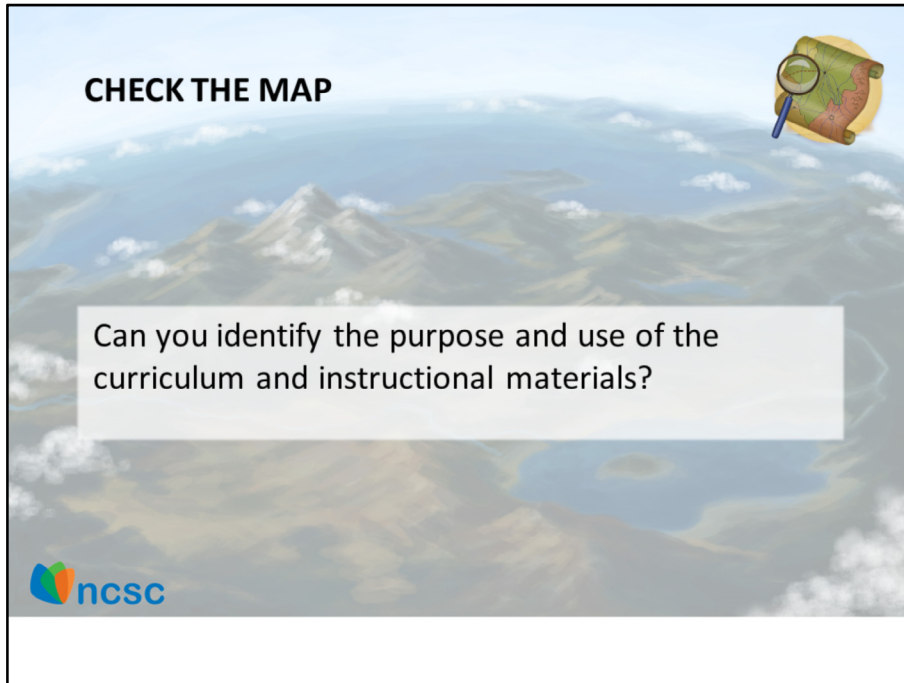 CHECK THE MAP
Can you identify the purpose and use of the
curriculum and instructional materials?
ncsc